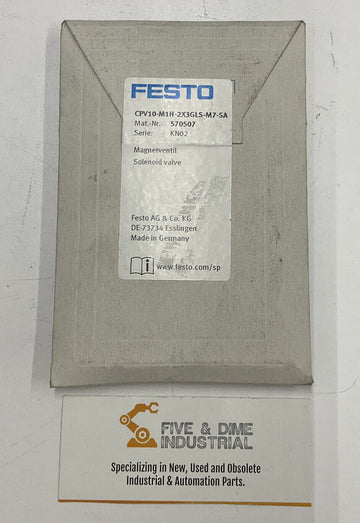 FESTO
CPV10-M1H-2X3GLS-M7-SA
Mat.-Nr.: 570507
Serie: KN02
Magnetventil
Solenoid valve
Festo AG & Co. KG
DE-73734 Esslingen
Made in Germany
www.festo.com/sp
FIVE & DIME
INDUSTRIAL
Specializing in New, Used and Obsolete
Industrial & Automation Parts.